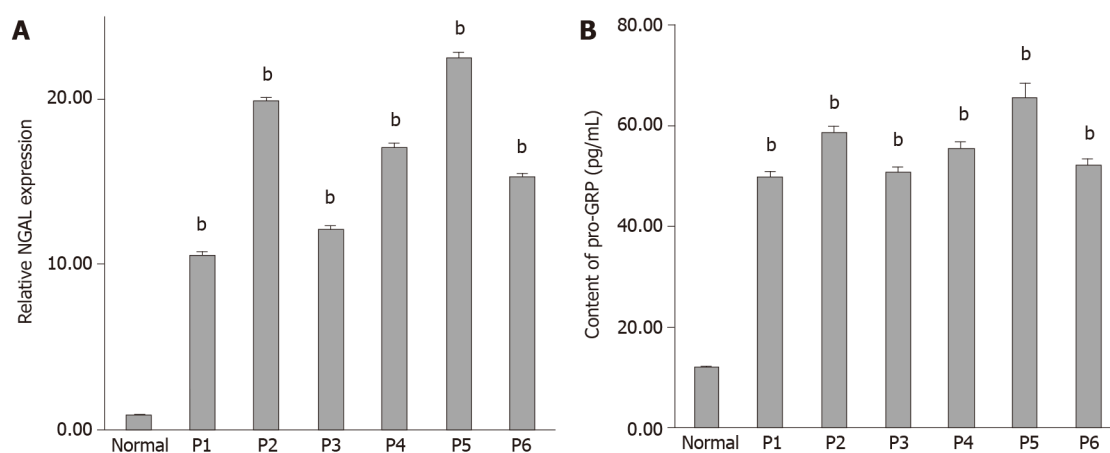 A
Relative NGAL expression
20.00
10.00
0.00
b
b
b
b
b
b
Normal P1 P2 P3 P4 P5 P6
B
Content of pro-GRP (pg/mL)
80.00
60.00
40.00
20.00
0.00
b
b
b
b
b
b
Normal P1 P2 P3 P4 P5 P6